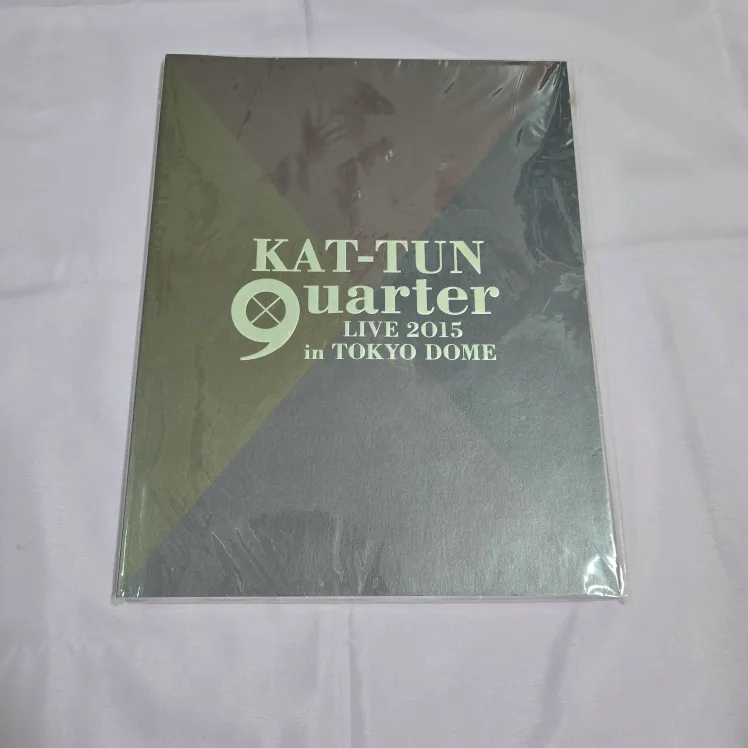 KAT-TUN
9uarter
LIVE 2015
in TOKYO DOME